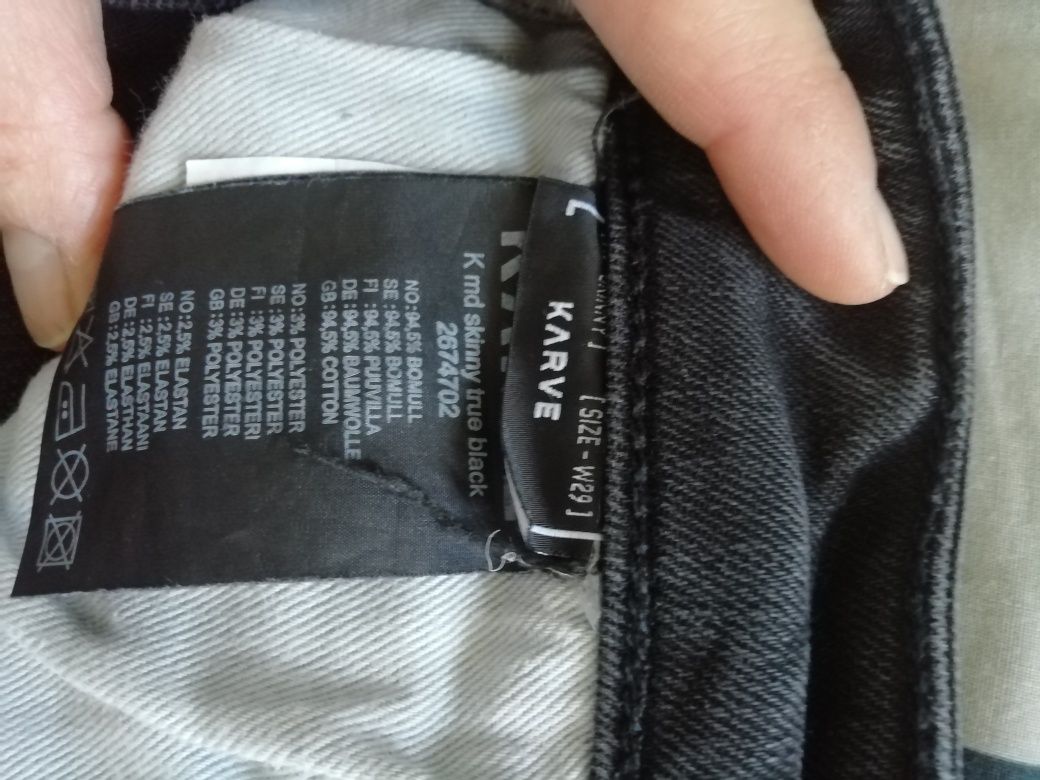 KARVE
[ SIZE - W29 ]
K md skinny true black
2674702
NO:94,5% BOMULL
SE:94,5% BOMULL
FI:94,5% PUUVILLA
DE:94,5% BAUMWOLLE
GB:94,5% COTTON
NO:3% POLYESTER
SE:3% POLYESTER
FI:3% POLYESTERI
DE:3% POLYESTER
GB:3% POLYESTER
NO:2,5% ELASTAN
SE:2,5% ELASTAN
FI:2,5% ELASTAANI
DE:2,5% ELASTHAN
GB:2,5% ELASTANE